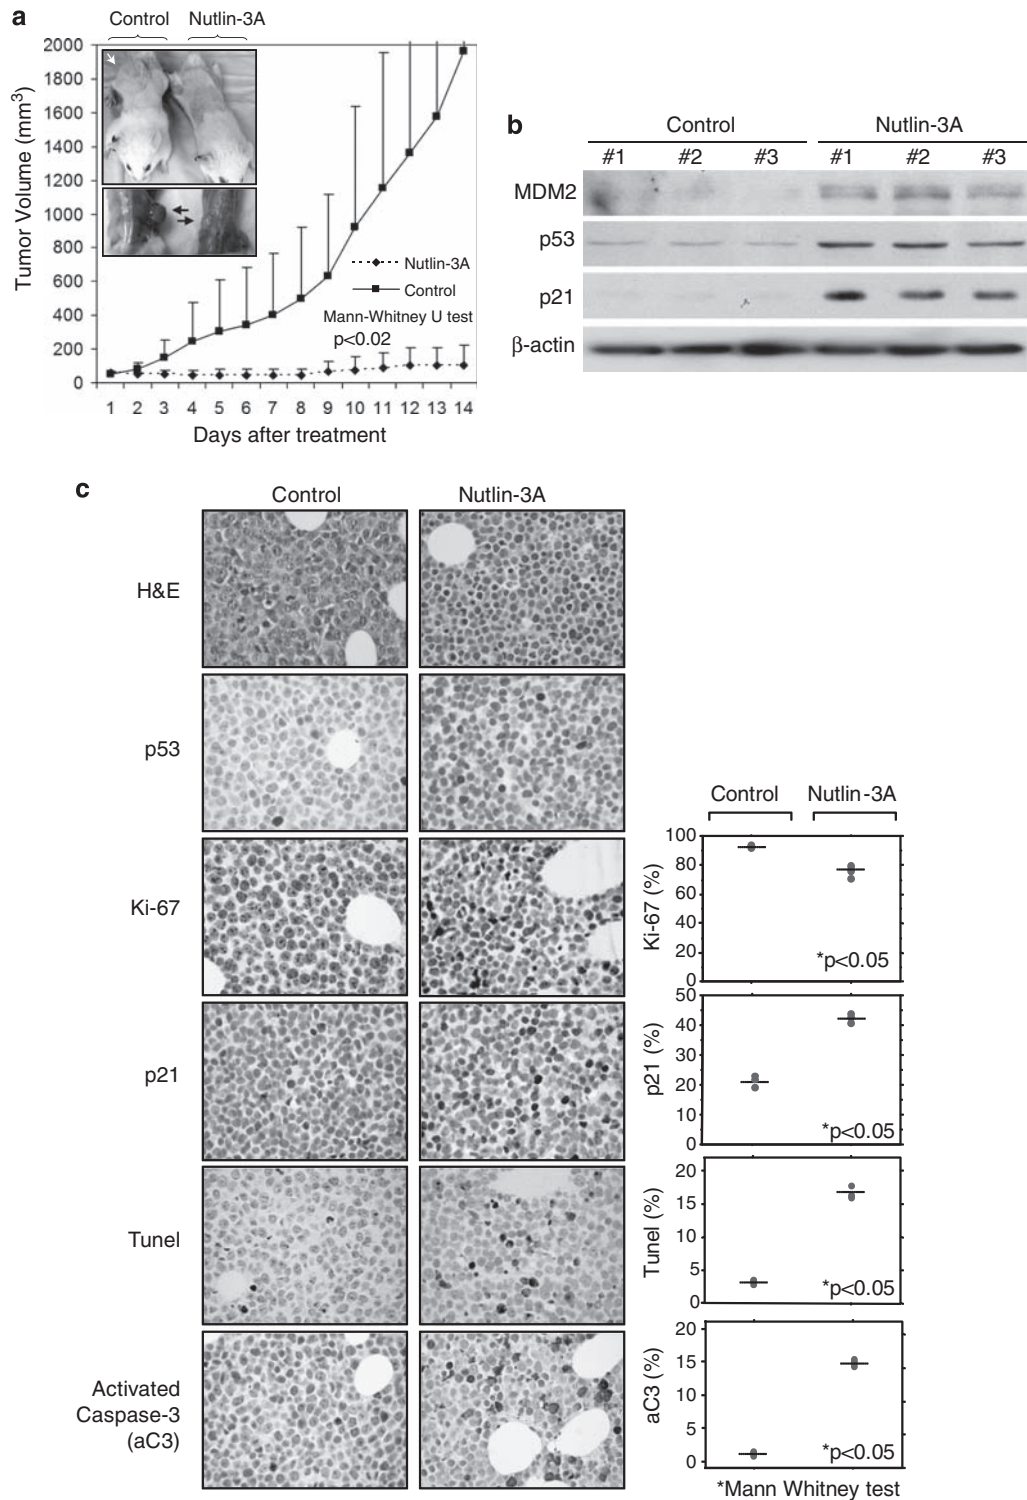 a
Control Nutlin-3A
Tumor Volume (mm3)
2000
1800
1600
1400
1200
1000
800
600
400
200
0
Nutlin-3A
Control
Mann-Whitney U test
p<0.02
1 2 3 4 5 6 7 8 9 10 11 12 13 14
Days after treatment
b
Control Nutlin-3A
#1 #2 #3 #1 #2 #3
MDM2
p53
p21
β-actin
c
Control Nutlin-3A
H&E
p53
Ki-67
p21
Tunel
Activated
Caspase-3
(aC3)
Control Nutlin-3A
Ki-67 (%)
100
80
60
40
20
0
*p<0.05
p21 (%)
50
40
30
20
10
0
*p<0.05
Tunel (%)
20
15
10
5
0
*p<0.05
aC3 (%)
20
15
10
5
0
*p<0.05
*Mann Whitney test